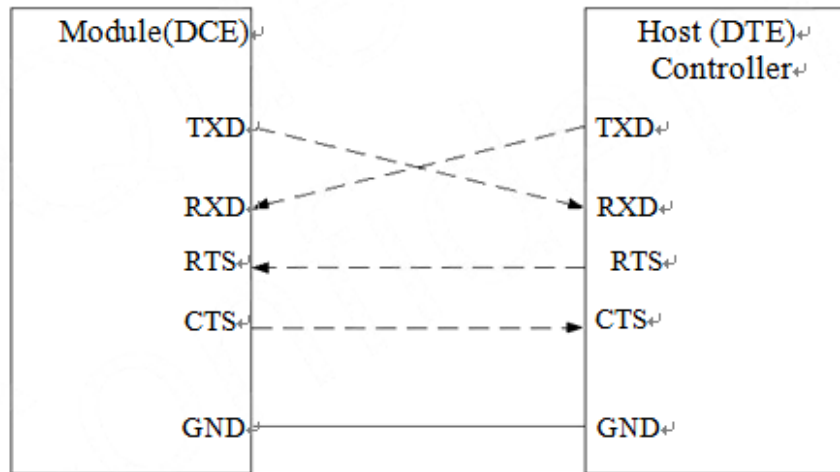 Module(DCE)↵
Host (DTE)↵
Controller↵
TXD↵
TXD↵
RXD↵
RXD↵
RTS↵
RTS↵
CTS↵
CTS↵
GND↵
GND↵